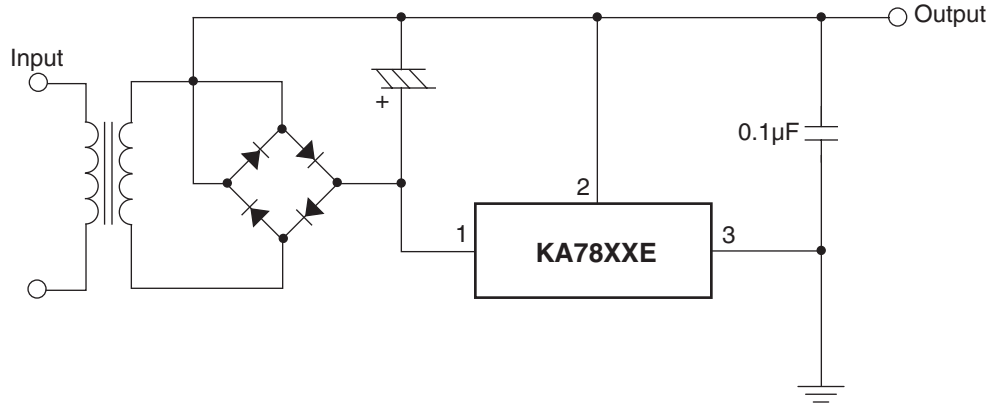 Output
Input
+
0.1µF
2
1
KA78XXE
3